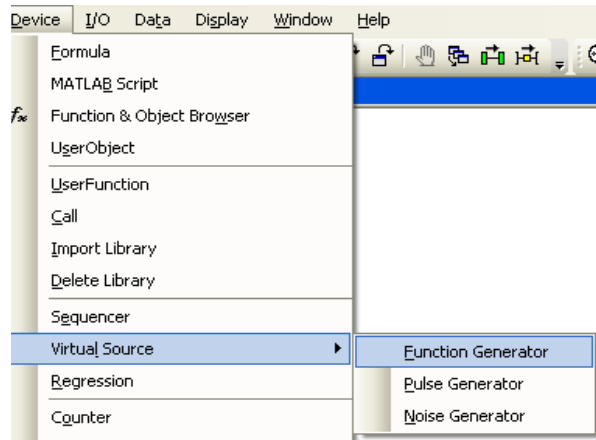 Device I/O Data Display Window Help
Formula
MATLAB Script
fx Function & Object Browser
UserObject
UserFunction
Call
Import Library
Delete Library
Sequencer
Virtual Source
Function Generator
Regression
Pulse Generator
Counter
Noise Generator